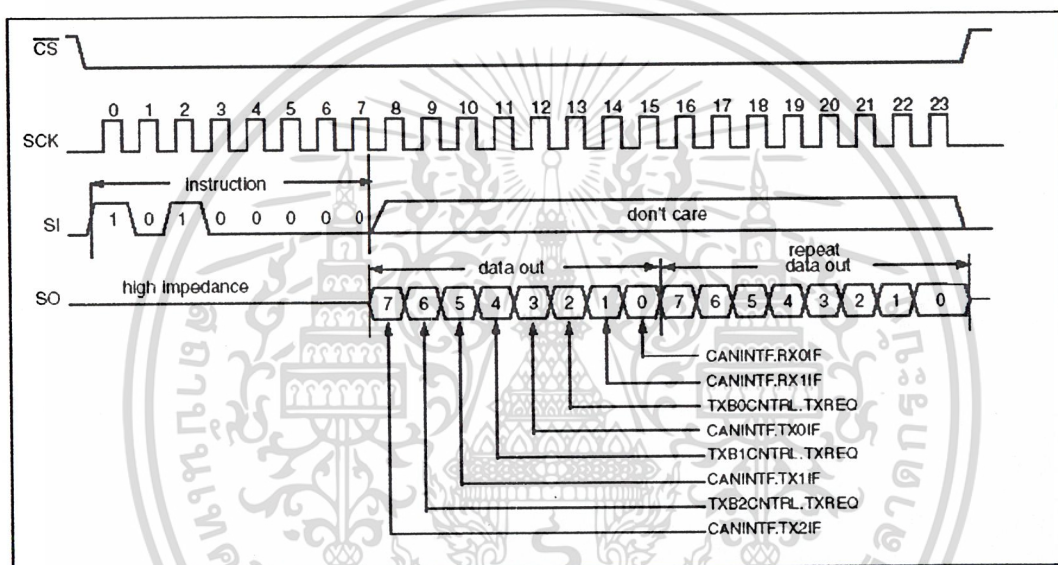 CS
0 1 2 3 4 5 6 7 8 9 10 11 12 13 14 15 16 17 18 19 20 21 22 23
SCK
instruction
SI
1 0 1 0 0 0 0 0
don't care
repeat
data out
data out
SO
high impedance
7 6 5 4 3 2 1 0 7 6 5 4 3 2 1 0
CANINTF.RX0IF
CANINTF.RX1IF
TXB0CNTRL.TXREQ
CANINTF.TX0IF
TXB1CNTRL.TXREQ
CANINTF.TX1IF
TXB2CNTRL.TXREQ
CANINTF.TX2IF